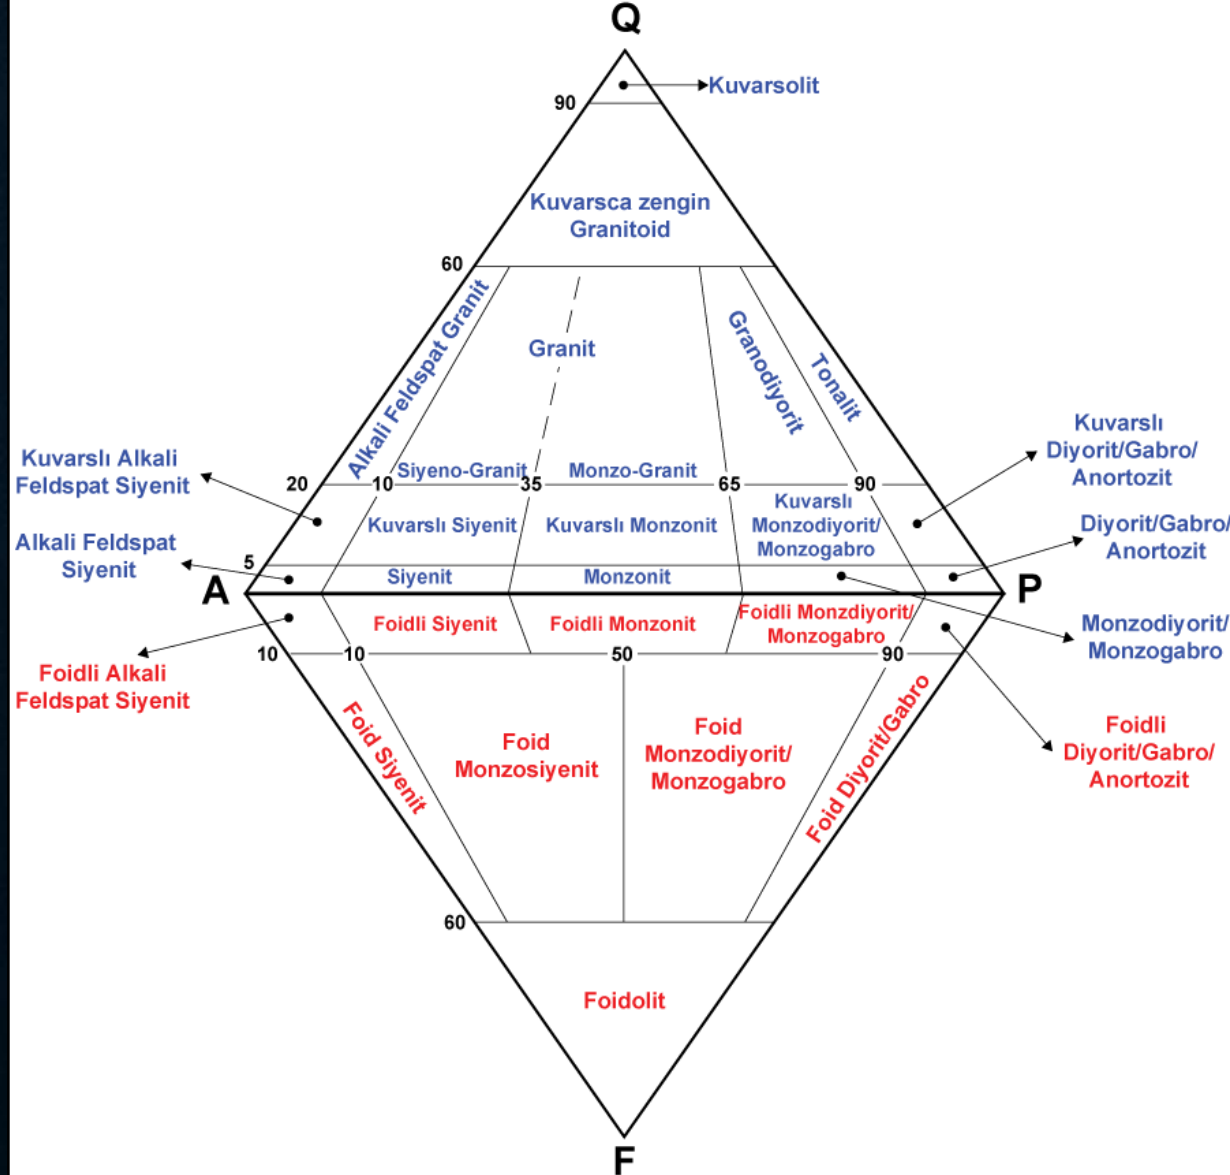 Q
Kuvarsolit
90
Kuvarsca zengin
Granitoid
60
Alkali Feldspat Granit
Granit
Granodiyorit
Tonalit
Kuvarslı
Diyorit/Gabro/
Anortozit
Kuvarslı Alkali
Feldspat Siyenit
Siyeno-Granit
Monzo-Granit
20
10
35
65
90
Kuvarslı Siyenit
Kuvarslı Monzonit
Kuvarslı
Monzodiyorit/
Monzogabro
Diyorit/Gabro/
Anortozit
Alkali Feldspat
Siyenit
5
Siyenit
Monzonit
A
P
Foidli Siyenit
Foidli Monzonit
Foidli Monzdiyorit/
Monzogabro
Monzodiyorit/
Monzogabro
10
10
50
90
Foidli Alkali
Feldspat Siyenit
Foid Siyenit
Foid
Monzosiyenit
Foid
Monzodiyorit/
Monzogabro
Foid Diyorit/Gabro
Foidli
Diyorit/Gabro/
Anortozit
60
Foidolit
F